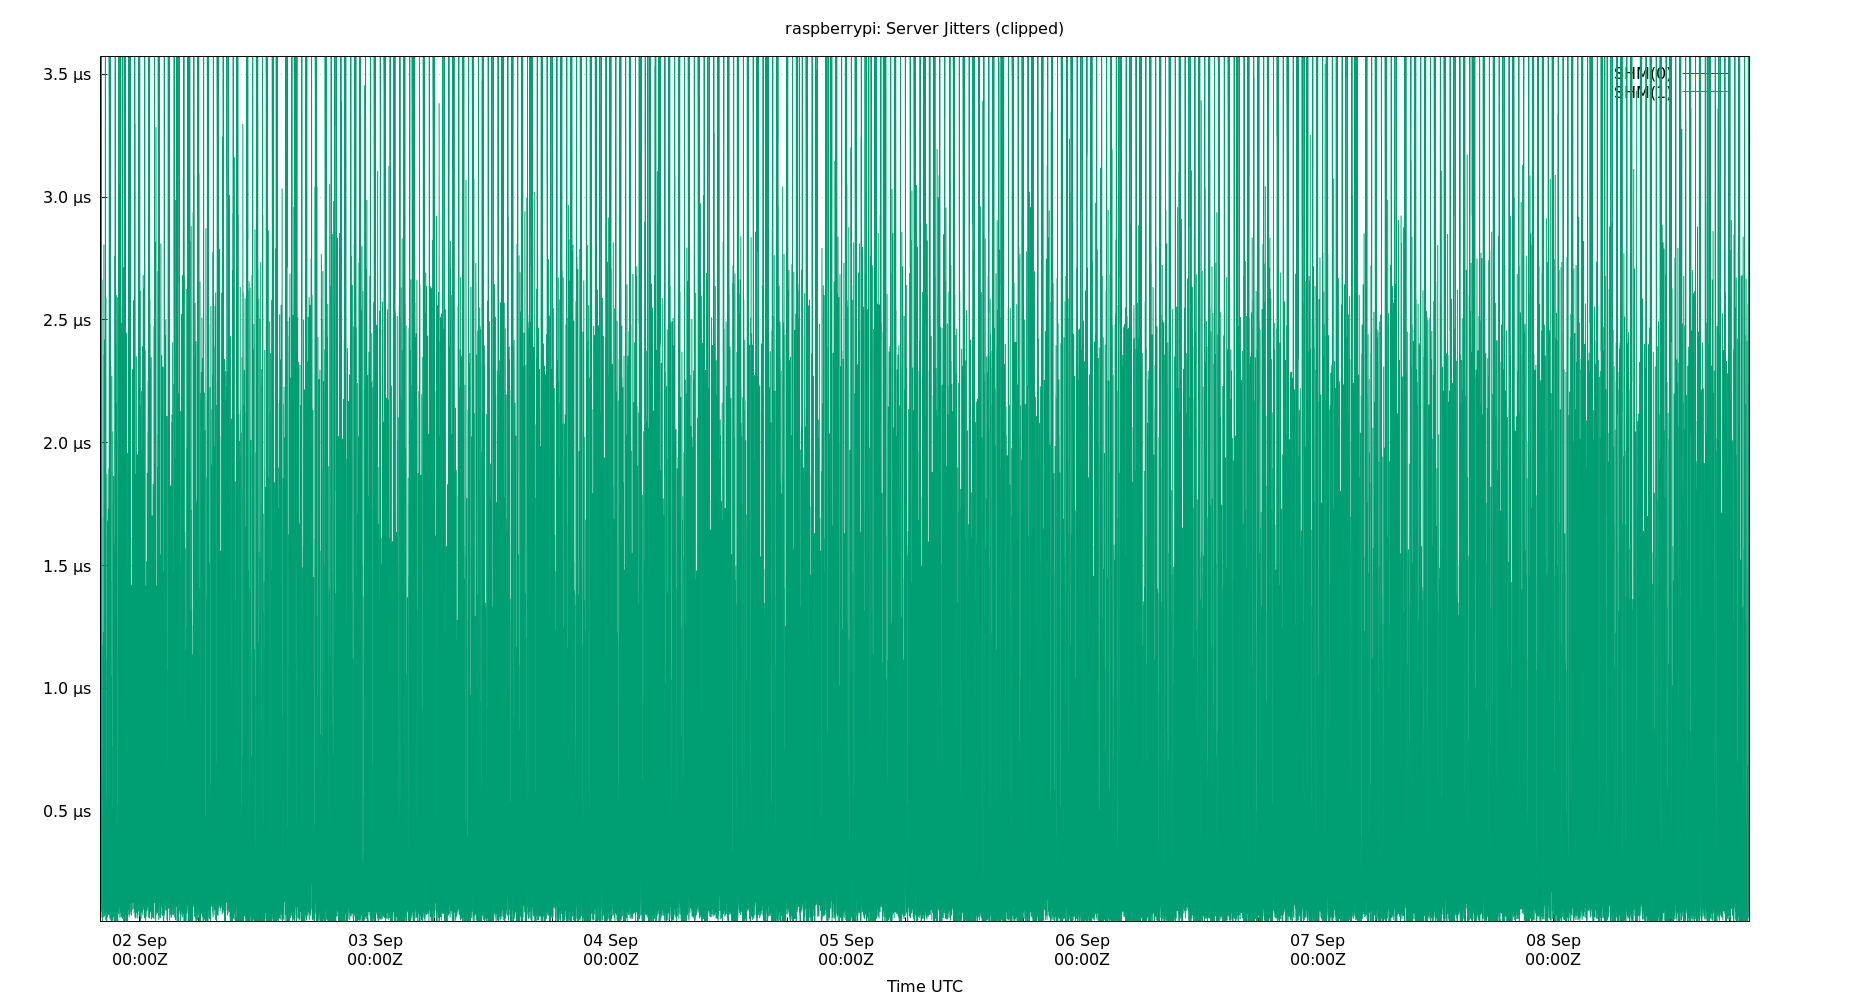 raspberrypi: Server Jitters (clipped)
3.5 µs
SHM(0)
SHM(1)
3.0 µs
2.5 µs
2.0 µs
1.5 µs
1.0 µs
0.5 µs
02 Sep 03 Sep 04 Sep 05 Sep 06 Sep 07 Sep 08 Sep
00:00Z 00:00Z 00:00Z 00:00Z 00:00Z 00:00Z 00:00Z
Time UTC